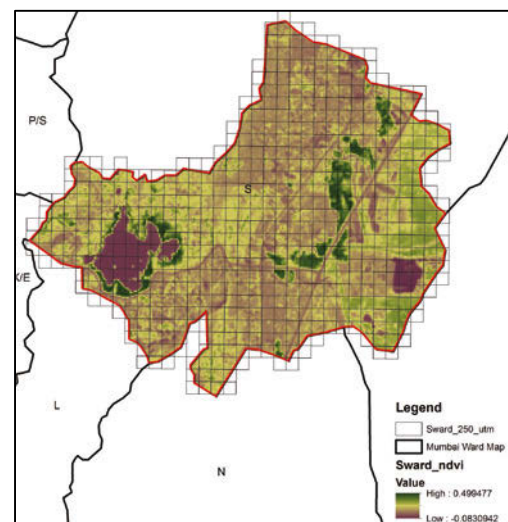 P/S
S
K/E
L
N
Legend
Sward_250_utm
Mumbai Ward Map
Sward_ndvi
Value
High : 0.499477
Low : -0.0830942